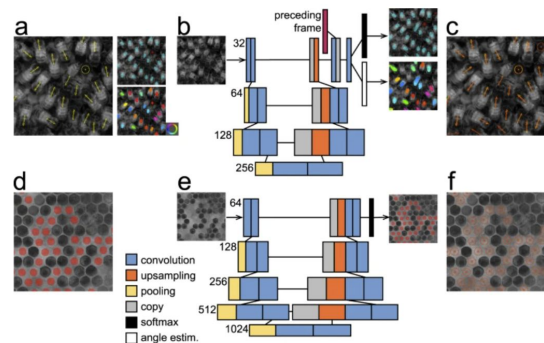 a
b
preceding
frame
c
32
64
128
256
d
e
f
64
128
256
512
1024
convolution
upsampling
pooling
copy
softmax
angle estim.